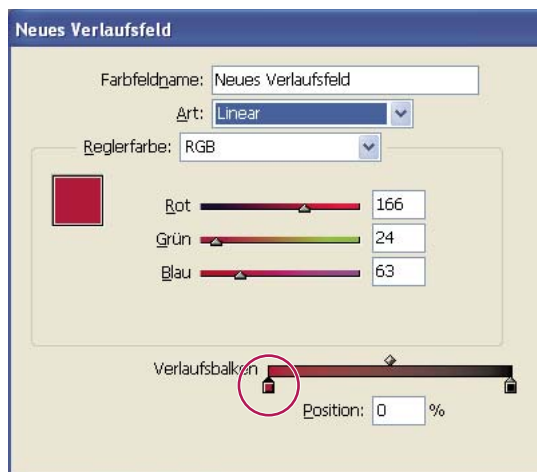 Neues Verlaufsfeld
Farbfeldname: Neues Verlaufsfeld
Art: Linear
Reglerfarbe: RGB
Rot 166
Grün 24
Blau 63
Verlaufsbalken
Position: 0 %